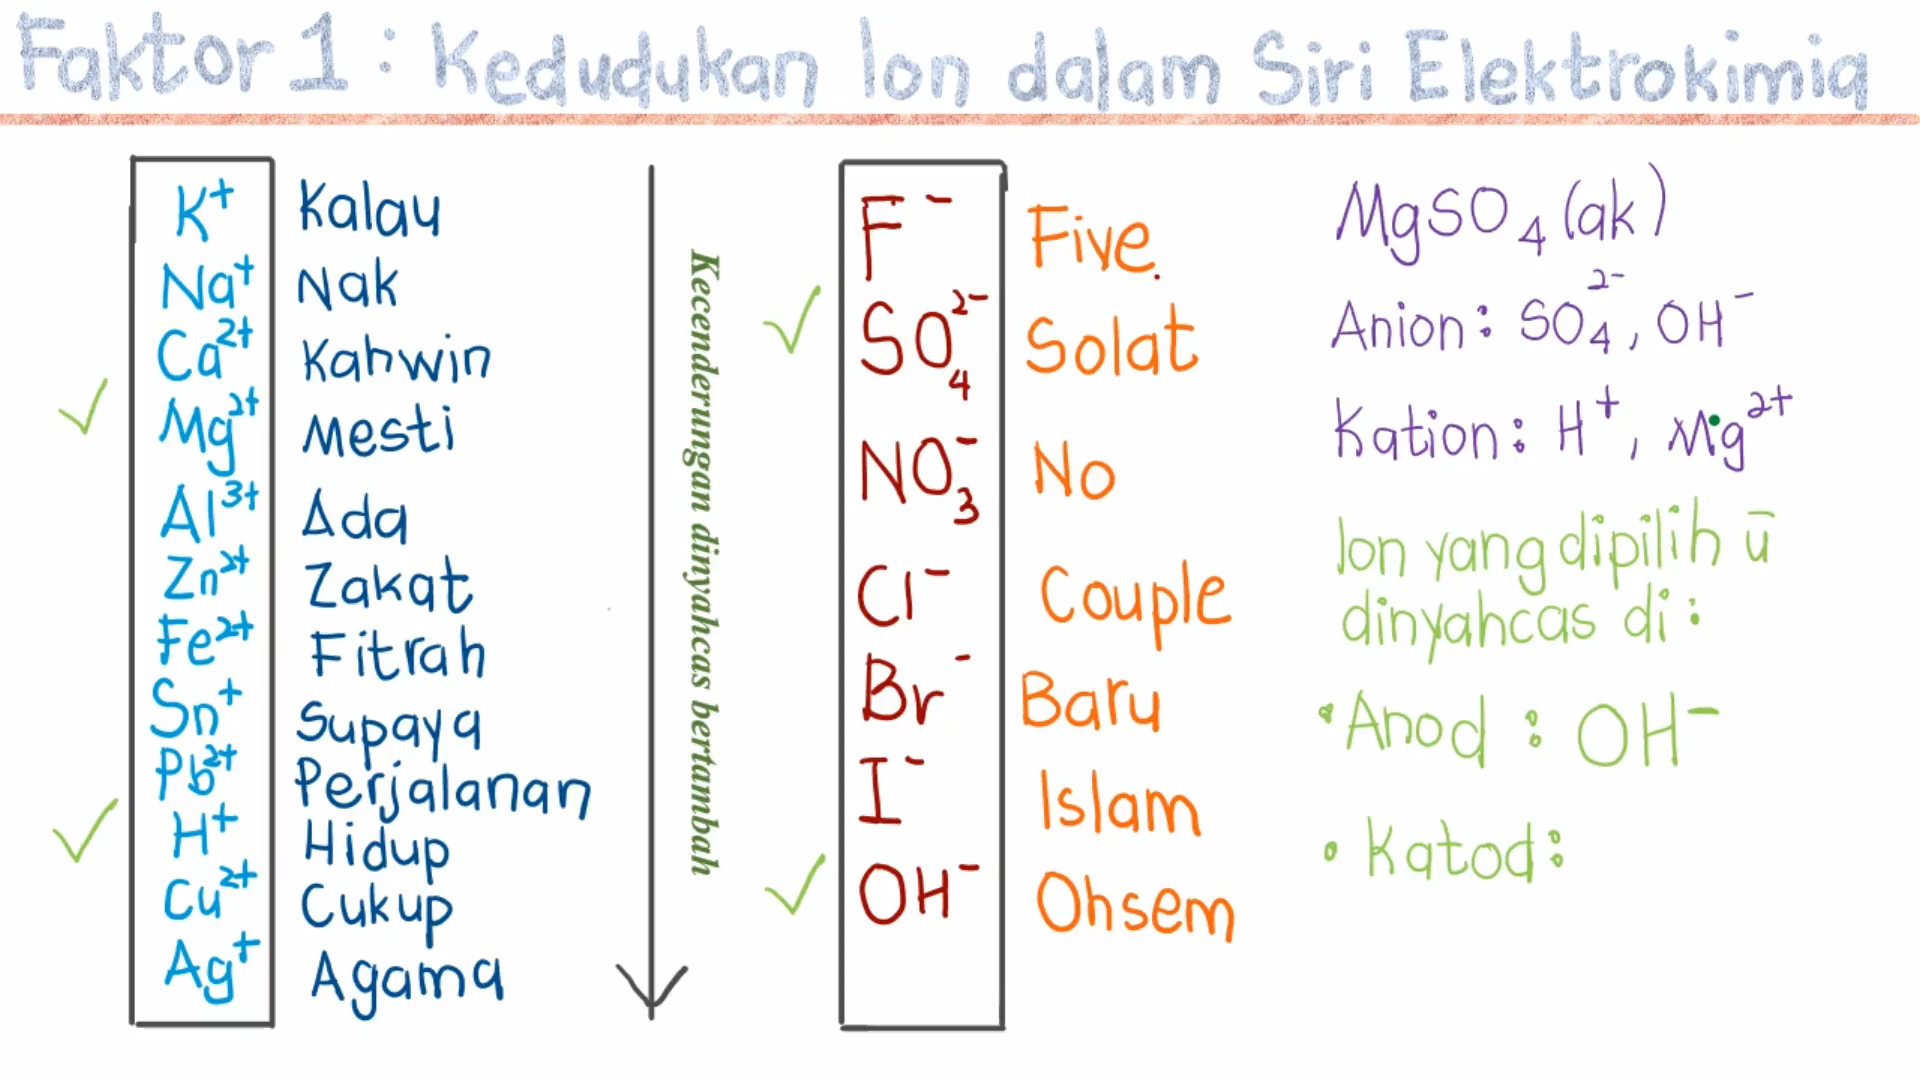 Faktor 1 : Kedudukan Ion dalam Siri Elektrokimia
K⁺ Kalau
Na⁺ Nak
Ca²⁺ Kahwin
Mg²⁺ Mesti
Al³⁺ Ada
Zn²⁺ Zakat
Fe²⁺ Fitrah
Sn⁺ Supaya
Pb²⁺ Perjalanan
H⁺ Hidup
Cu²⁺ Cukup
Ag⁺ Agama
Kecenderungan dinyahcas bertambah
F⁻ Five
SO₄²⁻ Solat
NO₃⁻ No
Cl⁻ Couple
Br⁻ Baru
I⁻ Islam
OH⁻ Ohsem
MgSO₄ (ak)
Anion : SO₄²⁻, OH⁻
Kation : H⁺, Mg²⁺
Ion yang dipilih ū
dinyahcas di :
• Anod : OH⁻
• Katod :